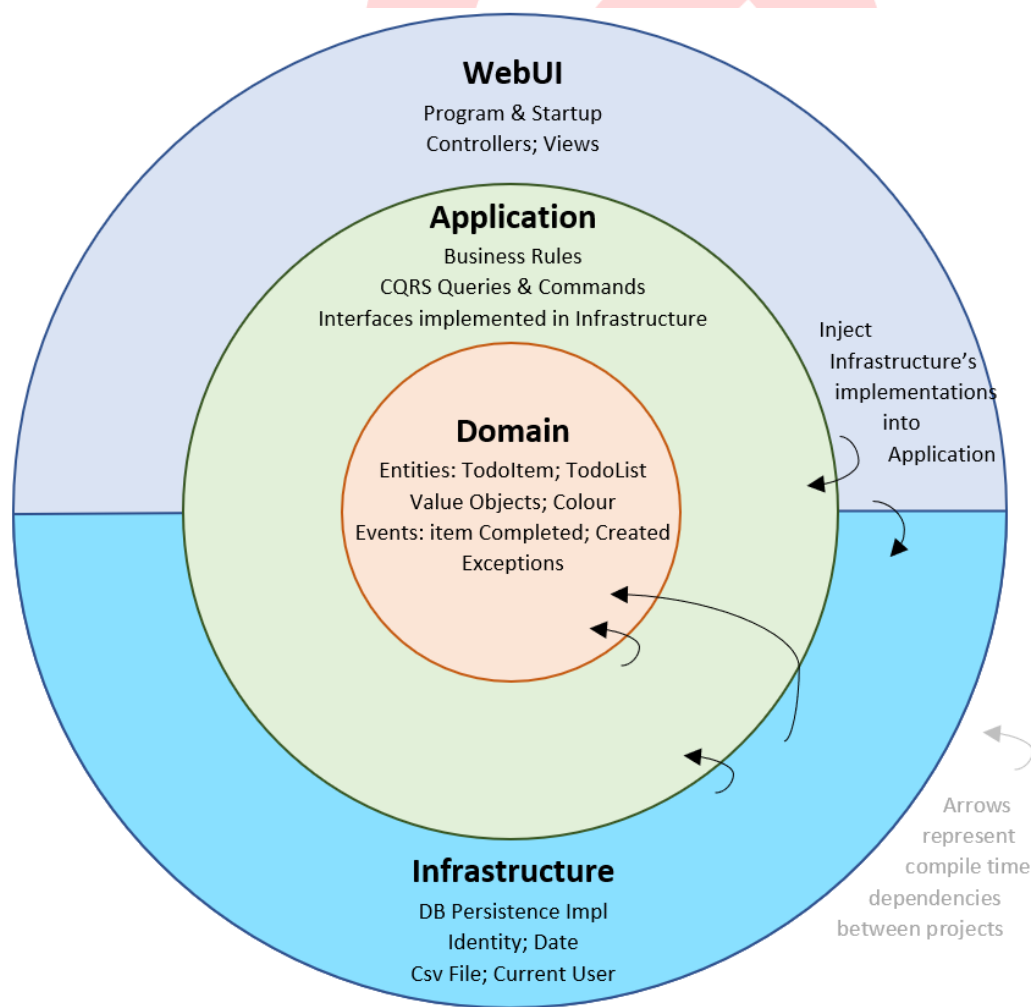 WebUI
Program & Startup
Controllers; Views
Application
Business Rules
CQRS Queries & Commands
Interfaces implemented in Infrastructure
Domain
Entities: TodoItem; TodoList
Value Objects; Colour
Events: item Completed; Created
Exceptions
Inject
Infrastructure’s
implementations
into
Application
Infrastructure
DB Persistence Impl
Identity; Date
Csv File; Current User
Arrows
represent
compile time
dependencies
between projects